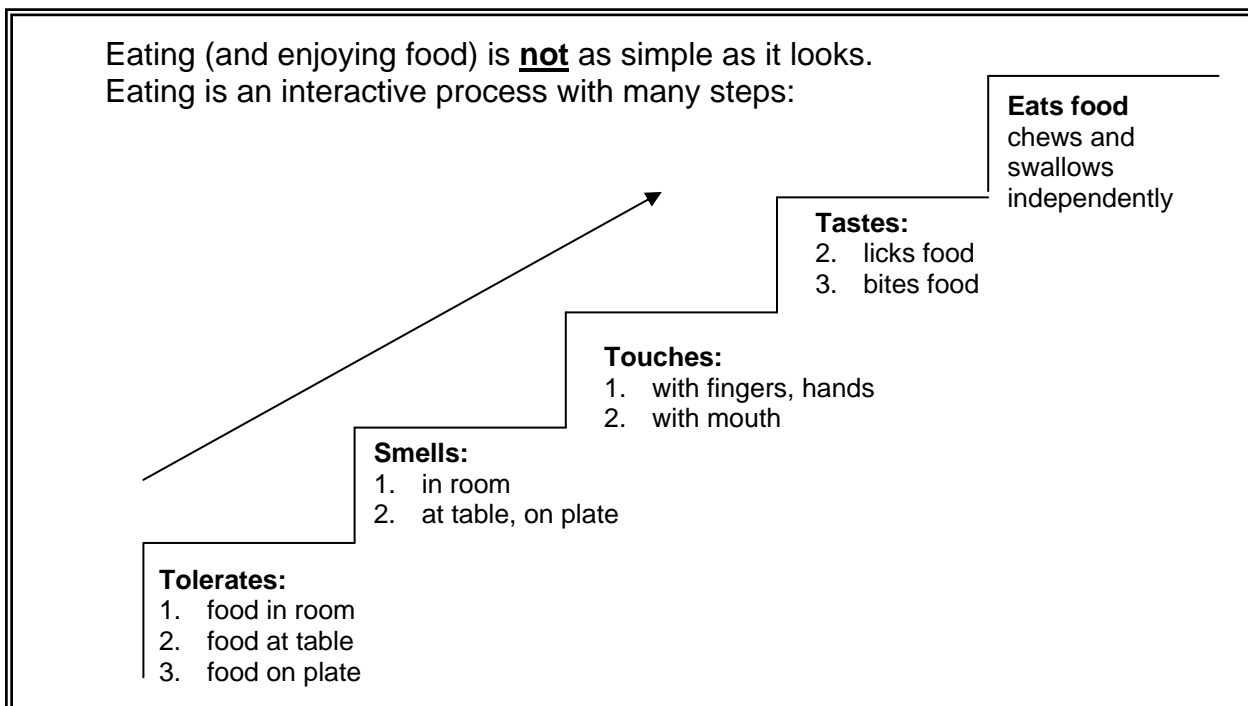 Eating (and enjoying food) is not as simple as it looks.
Eating is an interactive process with many steps:
Eats food
chews and
swallows
independently
Tastes:
2. licks food
3. bites food
Touches:
1. with fingers, hands
2. with mouth
Smells:
1. in room
2. at table, on plate
Tolerates:
1. food in room
2. food at table
3. food on plate